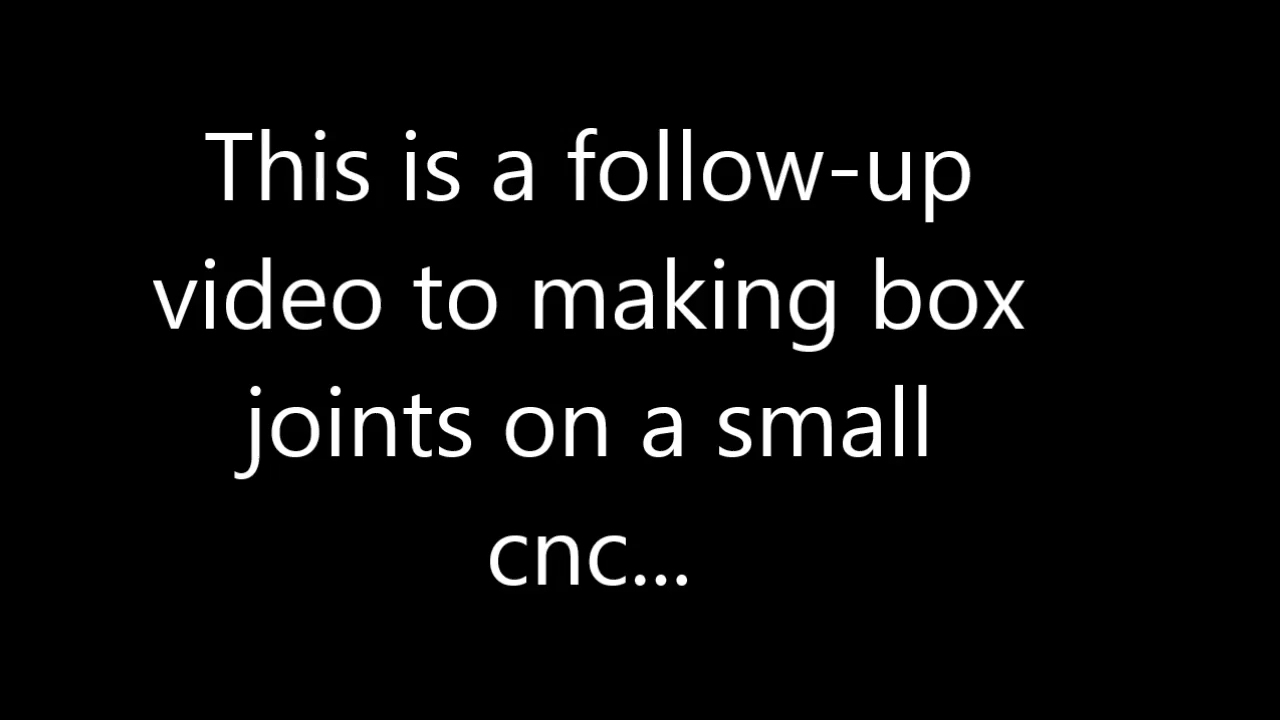 This is a follow-up
video to making box
joints on a small
cnc...